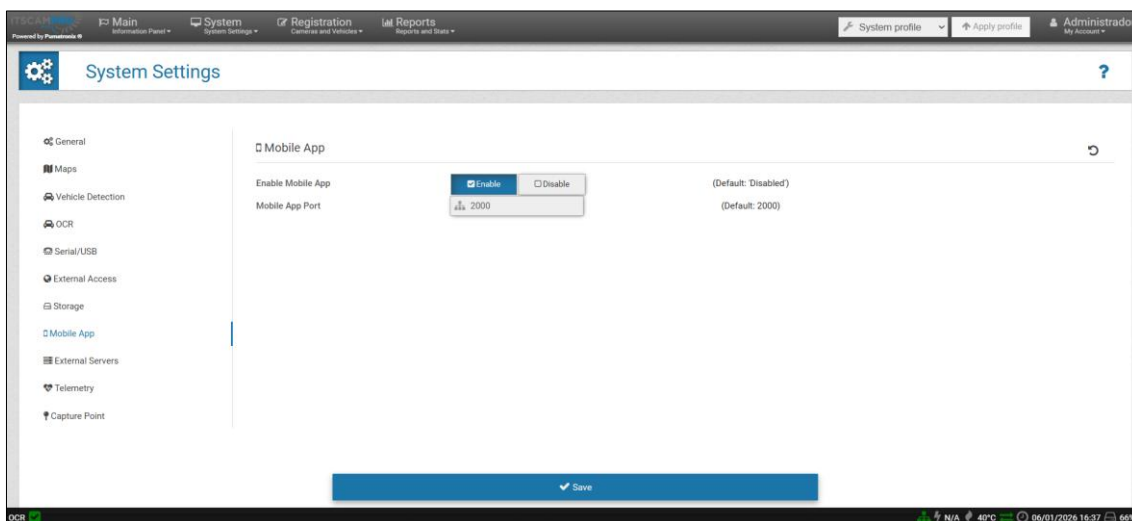 ITSCAMPRO
Powered by Pumatronix ®
Main
Information Panel
System
System Settings
Registration
Cameras and Vehicles
Reports
Reports and Stats
System profile
Apply profile
Administrado
My Account
System Settings
?
General
Maps
Vehicle Detection
OCR
Serial/USB
External Access
Storage
Mobile App
External Servers
Telemetry
Capture Point
Mobile App
Enable Mobile App Enable Disable (Default: 'Disabled')
Mobile App Port 2000 (Default: 2000)
Save
OCR N/A 40°C 06/01/2026 16:37 66%